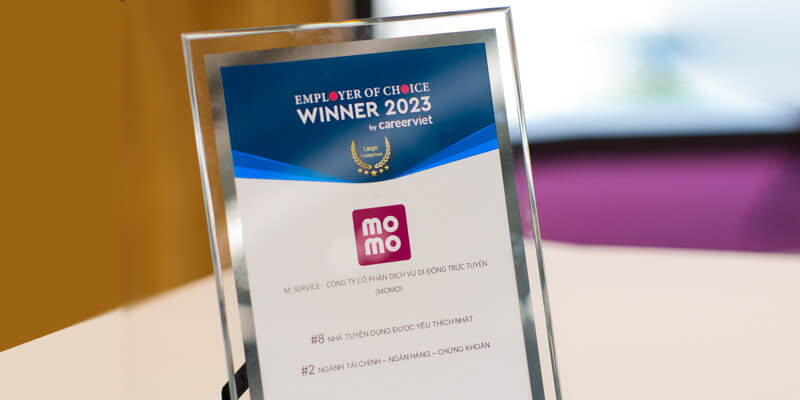 EMPLOYER OF CHOICE
WINNER 2023
by careerviet
Large
Enterprises
mo
mo
M_SERVICE - CÔNG TY CỔ PHẦN DỊCH VỤ DI ĐỘNG TRỰC TUYẾN
(MOMO)
#8 NHÀ TUYỂN DỤNG ĐƯỢC YÊU THÍCH NHẤT
#2 NGÀNH TÀI CHÍNH – NGÂN HÀNG – CHỨNG KHOÁN